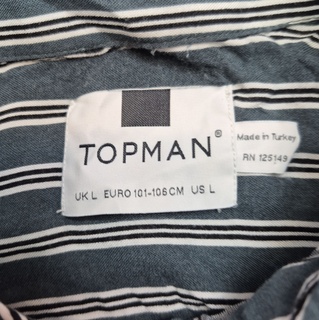 TOPMAN®
UK L EURO 101-106CM US L
Made in Turkey
RN 125149